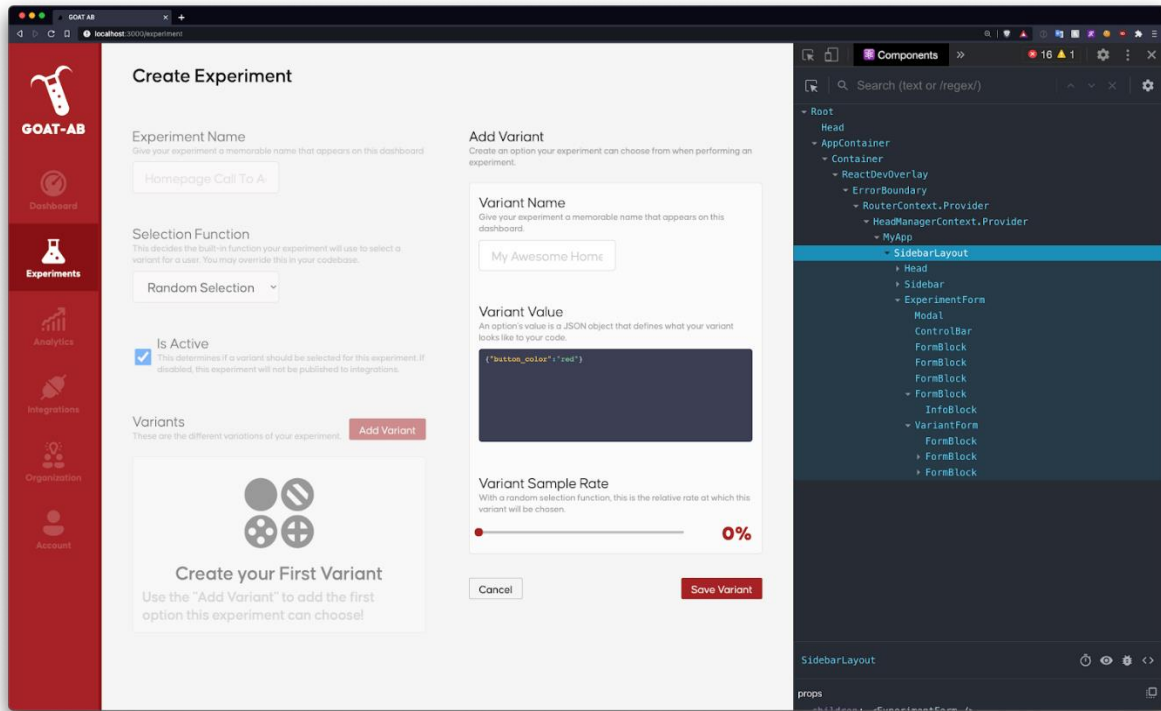 GOAT AB
localhost:3000/experiment
GOAT-AB
Dashboard
Experiments
Analytics
Integrations
Organization
Account
Create Experiment
Experiment Name
Give your experiment a memorable name that appears on this dashboard
Homepage Call To A
Selection Function
This decides the built-in function your experiment will use to select a
variant for a user. You may override this in your codebase.
Random Selection
Is Active
This determines if a variant should be selected for this experiment. If
disabled, this experiment will not be published to integrations.
Variants
These are the different variations of your experiment.
Add Variant
Create your First Variant
Use the "Add Variant" to add the first
option this experiment can choose!
Add Variant
Create an option your experiment can choose from when performing an
experiment.
Variant Name
Give your experiment a memorable name that appears on this
dashboard.
My Awesome Home
Variant Value
An option's value is a JSON object that defines what your variant
looks like to your code.
{"button_color":"red"}
Variant Sample Rate
With a random selection function, this is the relative rate at which this
variant will be chosen.
0%
Cancel
Save Variant
Components
16
1
Search (text or /regex/)
Root
Head
AppContainer
Container
ReactDevOverlay
ErrorBoundary
RouterContext.Provider
HeadManagerContext.Provider
MyApp
SidebarLayout
Head
Sidebar
ExperimentForm
Modal
ControlBar
FormBlock
FormBlock
FormBlock
FormBlock
InfoBlock
VariantForm
FormBlock
FormBlock
FormBlock
SidebarLayout
props
children: <ExperimentForm />